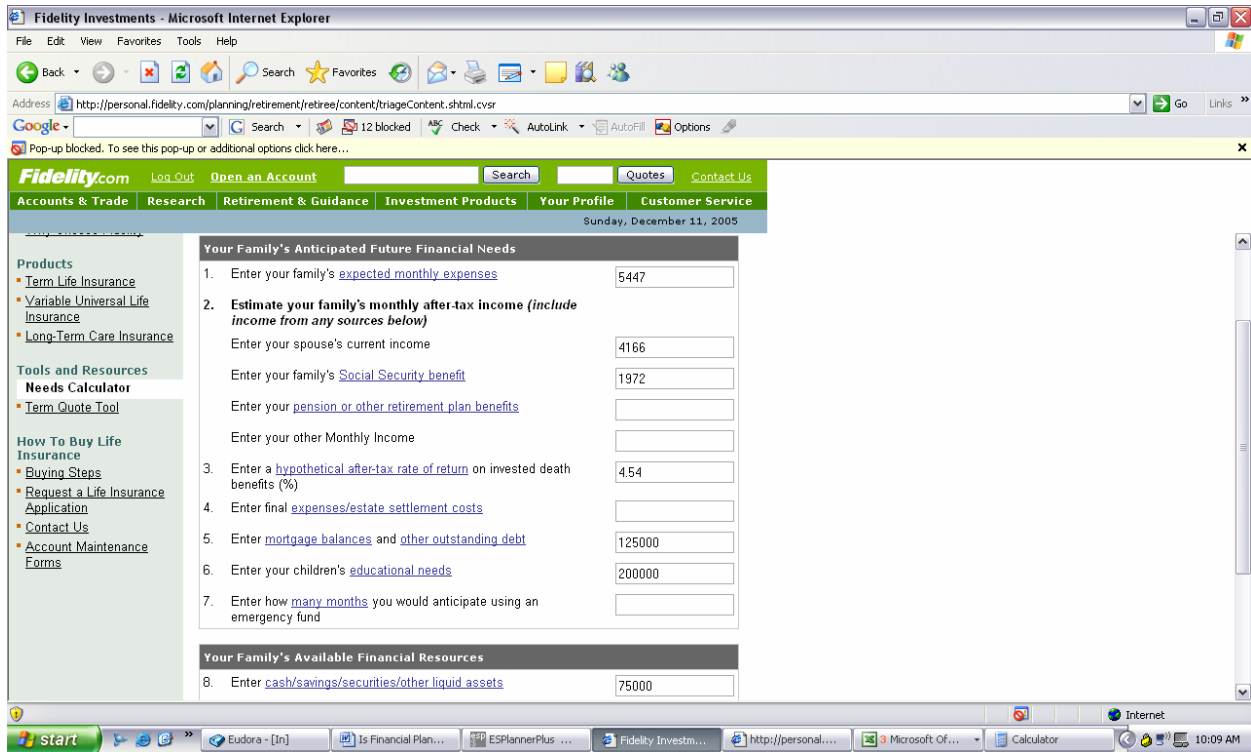 Fidelity Investments - Microsoft Internet Explorer
File Edit View Favorites Tools Help
Back Search Favorites
Address http://personal.fidelity.com/planning/retirement/retiree/content/triageContent.shtml.cvsr Go Links »
Google Search 12 blocked Check AutoLink AutoFill Options
Pop-up blocked. To see this pop-up or additional options click here...
Fidelity.com Log Out Open an Account Search Quotes Contact Us
Accounts & Trade Research Retirement & Guidance Investment Products Your Profile Customer Service
Sunday, December 11, 2005
Products
Term Life Insurance
Variable Universal Life
Insurance
Long-Term Care Insurance
Tools and Resources
Needs Calculator
Term Quote Tool
How To Buy Life
Insurance
Buying Steps
Request a Life Insurance
Application
Contact Us
Account Maintenance
Forms
Your Family's Anticipated Future Financial Needs
1. Enter your family's expected monthly expenses 5447
2. Estimate your family's monthly after-tax income (include
income from any sources below)
Enter your spouse's current income 4166
Enter your family's Social Security benefit 1972
Enter your pension or other retirement plan benefits
Enter your other Monthly Income
3. Enter a hypothetical after-tax rate of return on invested death
benefits (%) 4.54
4. Enter final expenses/estate settlement costs
5. Enter mortgage balances and other outstanding debt 125000
6. Enter your children's educational needs 200000
7. Enter how many months you would anticipate using an
emergency fund
Your Family's Available Financial Resources
8. Enter cash/savings/securities/other liquid assets 75000
Internet
start » Eudora - [In] Is Financial Plan... ESPlannerPlus ... Fidelity Investm... http://personal.... 3 Microsoft Of... Calculator 10:09 AM